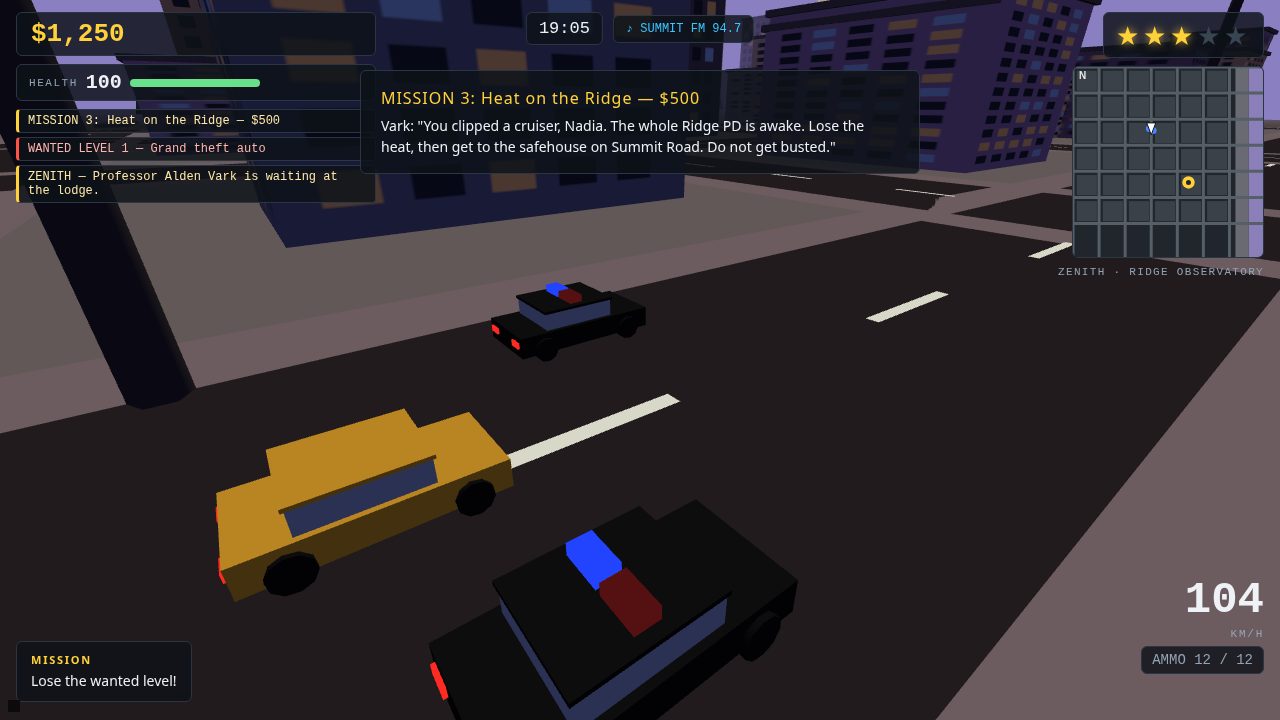 $1,250
19:05
♪ SUMMIT FM 94.7
★★★★★
HEALTH 100
N
MISSION 3: Heat on the Ridge — $500
WANTED LEVEL 1 — Grand theft auto
ZENITH — Professor Alden Vark is waiting at
the lodge.
MISSION 3: Heat on the Ridge — $500
Vark: "You clipped a cruiser, Nadia. The whole Ridge PD is awake. Lose the
heat, then get to the safehouse on Summit Road. Do not get busted."
ZENITH · RIDGE OBSERVATORY
104
KM/H
AMMO 12 / 12
MISSION
Lose the wanted level!